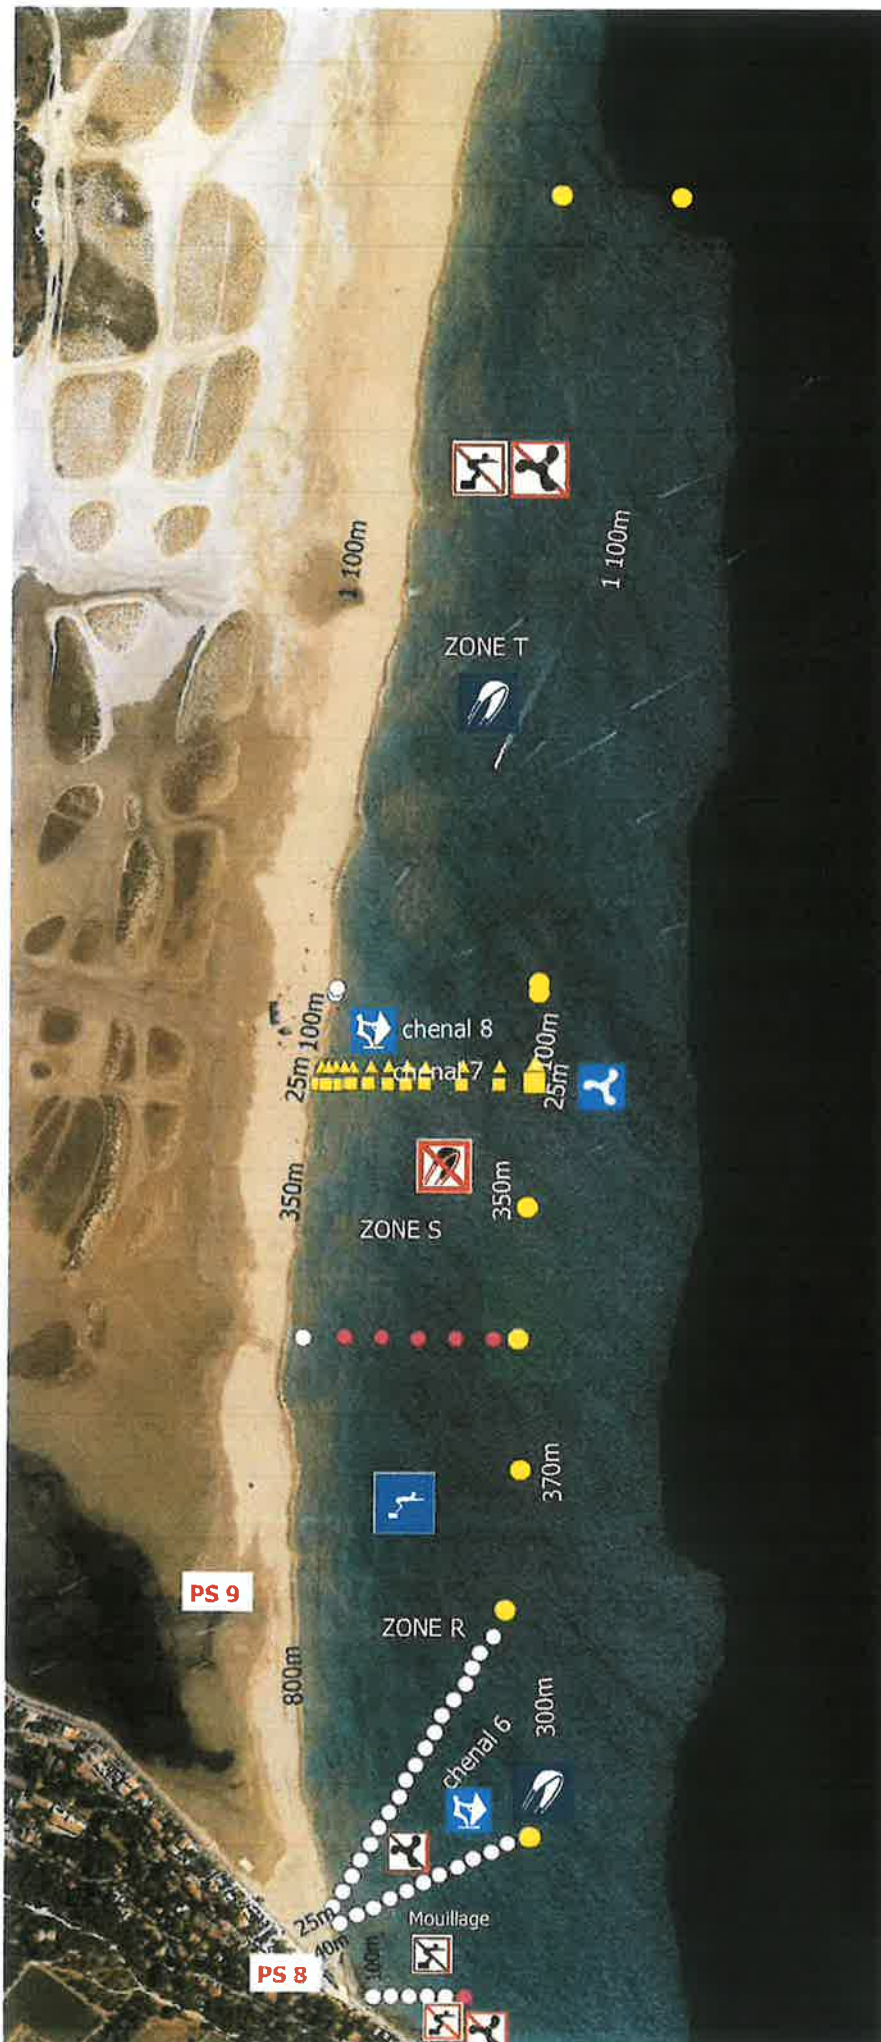 1 100m
1 100m
ZONE T
100m
chenal 8
100m
25m
chenal 7
25m
350m
350m
ZONE S
370m
PS 9
ZONE R
800m
300m
chenal 6
25m
Mouillage
40m
100m
PS 8